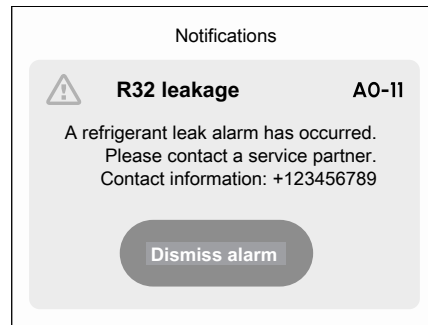 Notifications
R32 leakage A0-11
A refrigerant leak alarm has occurred.
Please contact a service partner.
Contact information: +123456789
Dismiss alarm